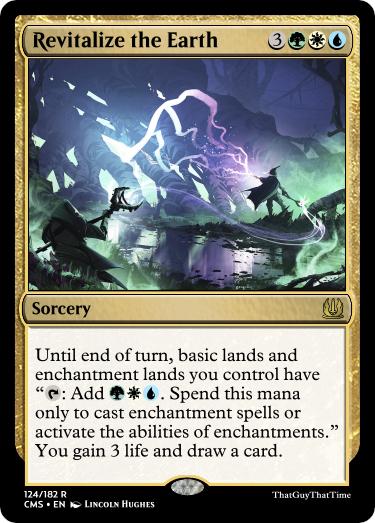 Revitalize the Earth 3
Sorcery
Until end of turn, basic lands and
enchantment lands you control have
“: Add . Spend this mana
only to cast enchantment spells or
activate the abilities of enchantments.”
You gain 3 life and draw a card.
124/182 R
CMS • EN Lincoln Hughes
ThatGuyThatTime